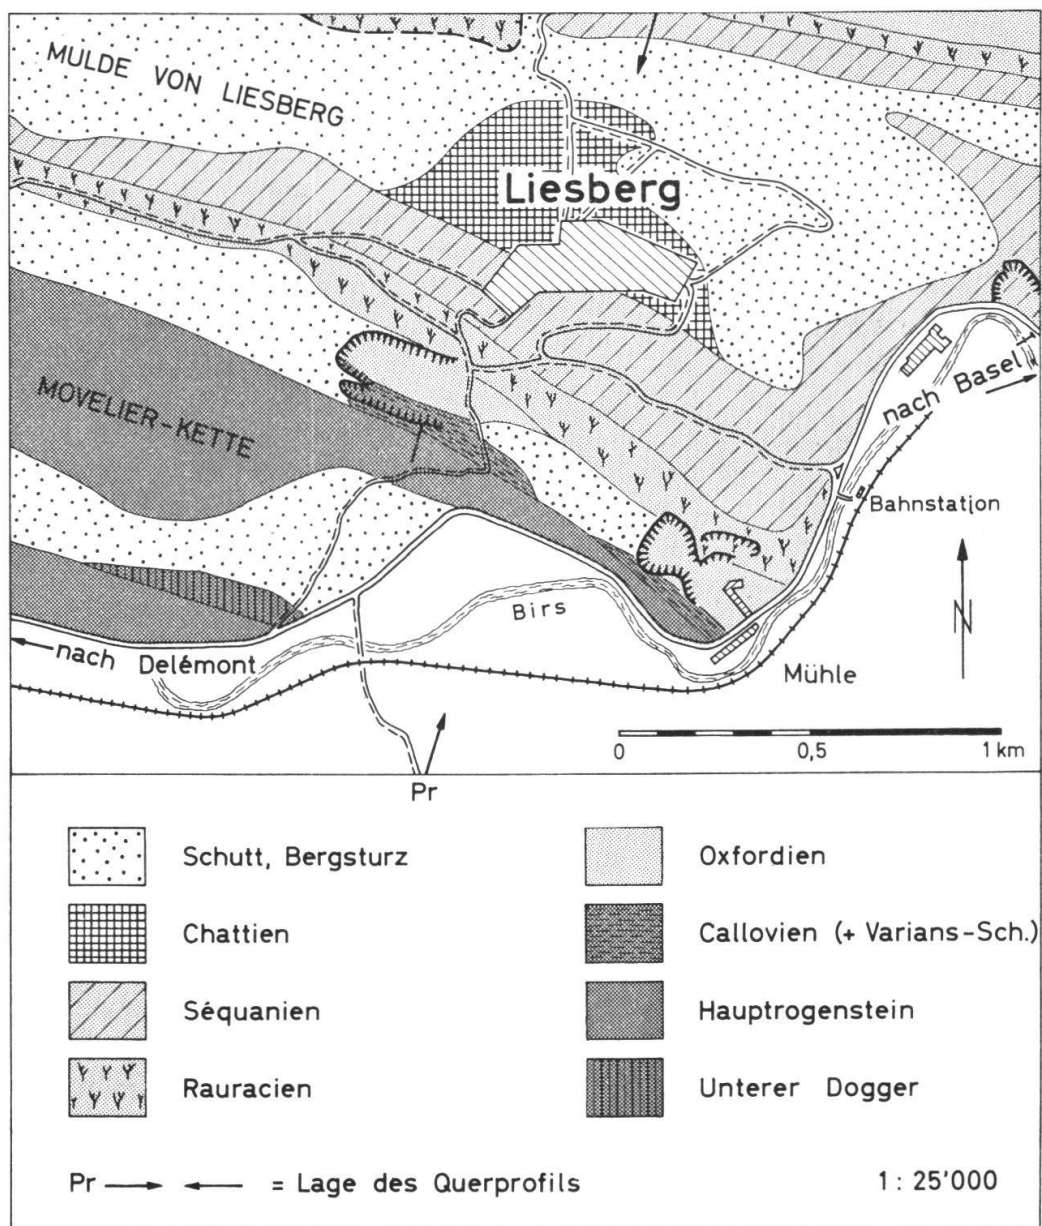 MULDE VON LIESBERG
Liesberg
MOVELIER-KETTE
nach Basel
Bahnstation
Birs
N
nach Delémont
Mühle
0 0,5 1 km
Pr
Schutt, Bergsturz
Oxfordien
Chattien
Callovien (+ Varians-Sch.)
Séquanien
Hauptrogenstein
Rauracien
Unterer Dogger
Pr = Lage des Querprofils
1 : 25'000